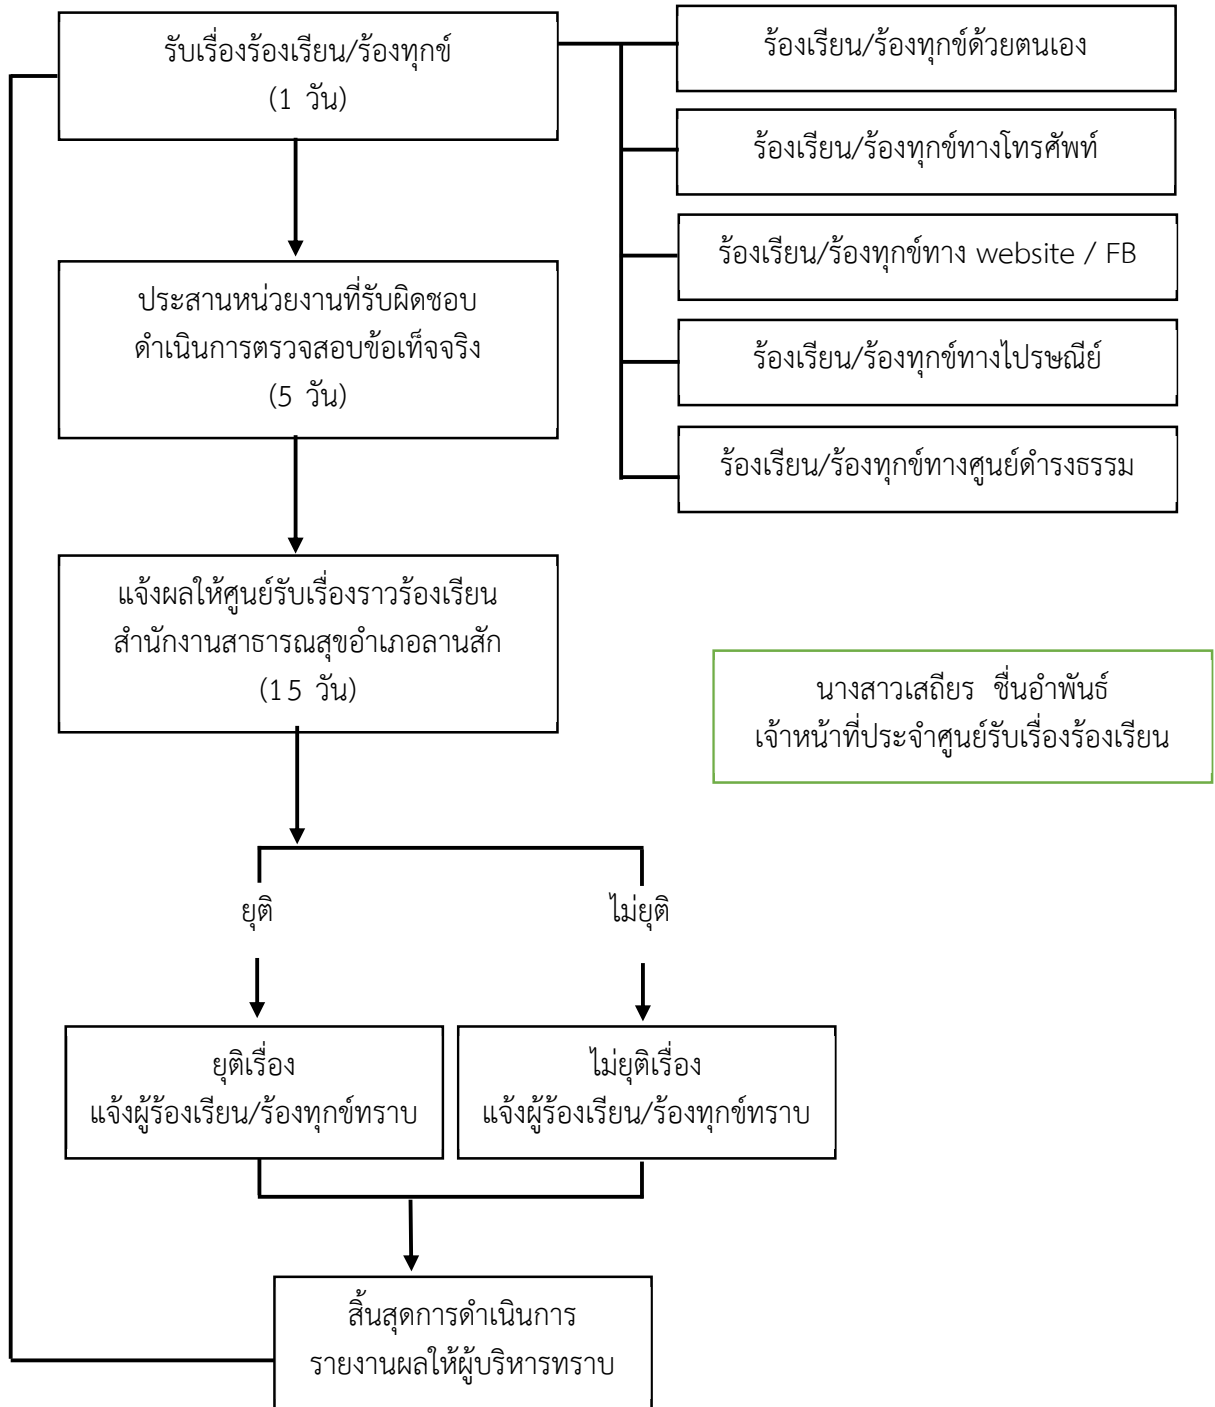 รับเรื่องร้องเรียน/ร้องทุกข์
(1 วัน)
ร้องเรียน/ร้องทุกข์ด้วยตนเอง
ร้องเรียน/ร้องทุกข์ทางโทรศัพท์
ร้องเรียน/ร้องทุกข์ทาง website / FB
ร้องเรียน/ร้องทุกข์ทางไปรษณีย์
ร้องเรียน/ร้องทุกข์ทางศูนย์ดำรงธรรม
ประสานหน่วยงานที่รับผิดชอบ
ดำเนินการตรวจสอบข้อเท็จจริง
(5 วัน)
แจ้งผลให้ศูนย์รับเรื่องราวร้องเรียน
สำนักงานสาธารณสุขอำเภอลานสัก
(15 วัน)
นางสาวเสถียร ชื่นอำพันธ์
เจ้าหน้าที่ประจำศูนย์รับเรื่องร้องเรียน
ยุติ
ไม่ยุติ
ยุติเรื่อง
แจ้งผู้ร้องเรียน/ร้องทุกข์ทราบ
ไม่ยุติเรื่อง
แจ้งผู้ร้องเรียน/ร้องทุกข์ทราบ
สิ้นสุดการดำเนินการ
รายงานผลให้ผู้บริหารทราบ